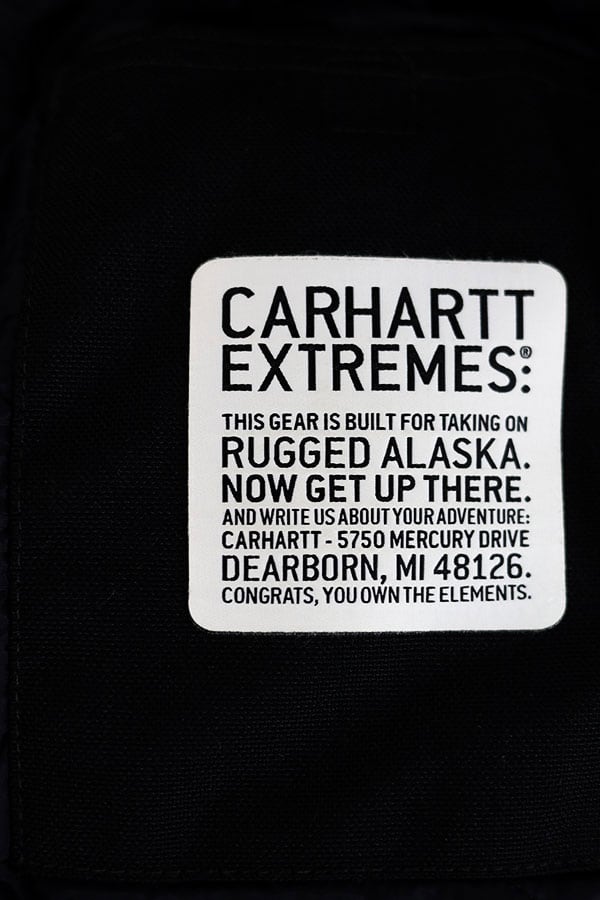 CARHARTT
EXTREMES®:
THIS GEAR IS BUILT FOR TAKING ON
RUGGED ALASKA.
NOW GET UP THERE.
AND WRITE US ABOUT YOUR ADVENTURE:
CARHARTT - 5750 MERCURY DRIVE
DEARBORN, MI 48126.
CONGRATS, YOU OWN THE ELEMENTS.